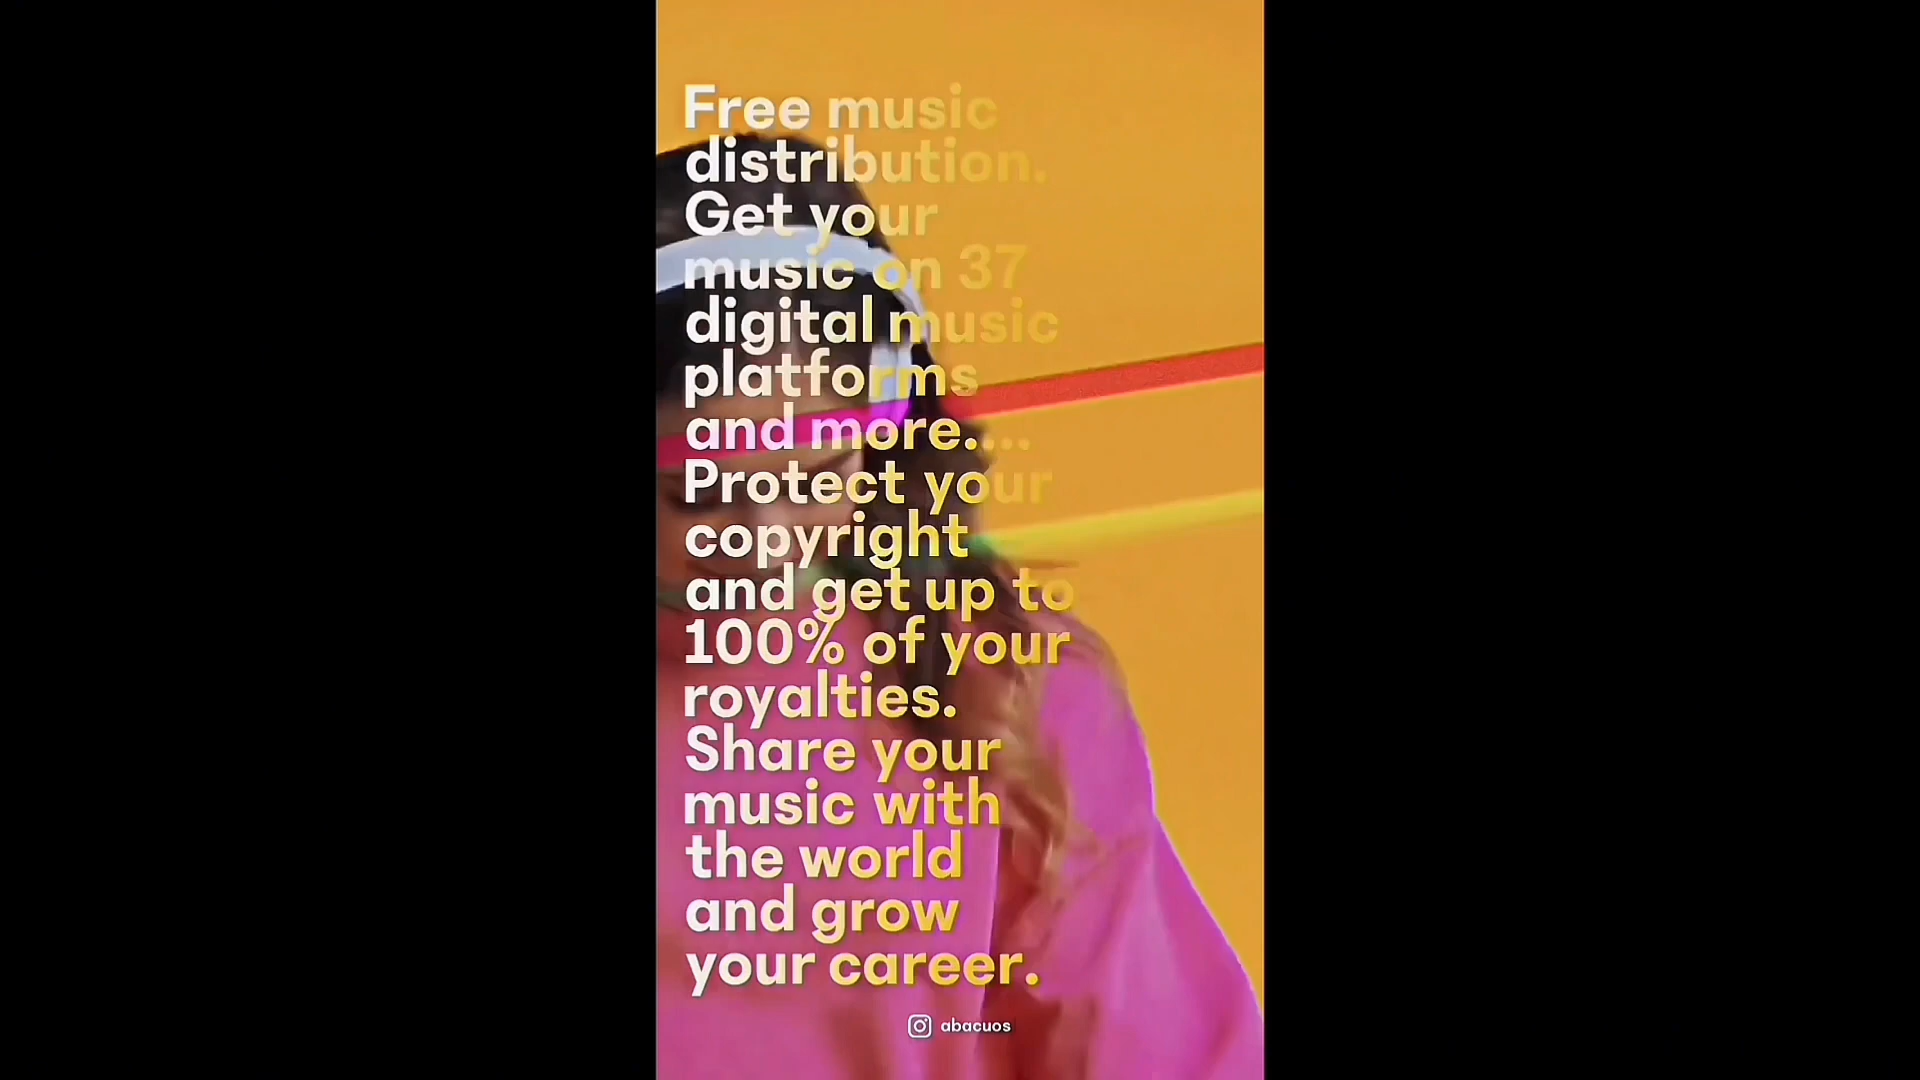 Free music
distribution.
Get your
music on 37
digital music
platforms
and more....
Protect your
copyright
and get up to
100% of your
royalties.
Share your
music with
the world
and grow
your career.
abacuos